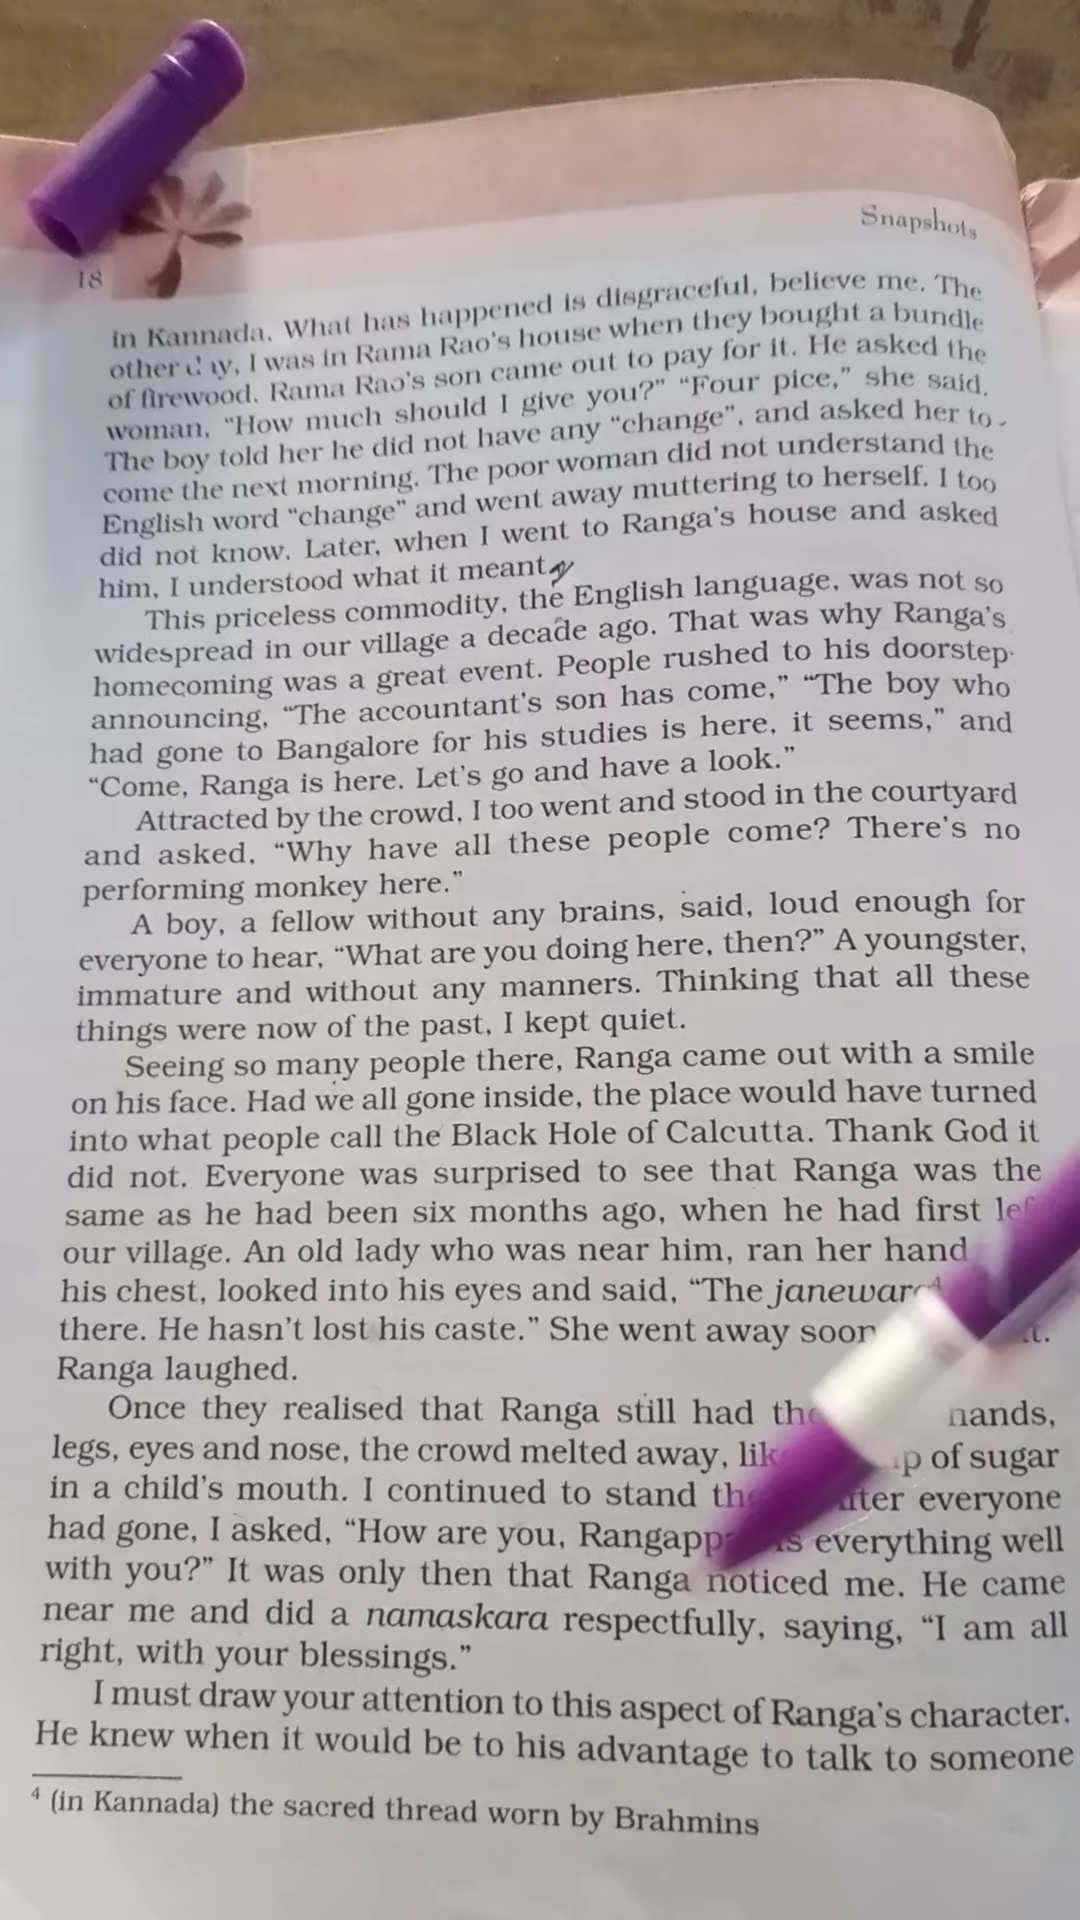 Snapshots
18
in Kannada. What has happened is disgraceful, believe me. The
other day, I was in Rama Rao's house when they bought a bundle
of firewood. Rama Rao's son came out to pay for it. He asked the
woman, “How much should I give you?” “Four pice,” she said.
The boy told her he did not have any “change”, and asked her to
come the next morning. The poor woman did not understand the
English word “change” and went away muttering to herself. I too
did not know. Later, when I went to Ranga's house and asked
him, I understood what it meant.
This priceless commodity, the English language, was not so
widespread in our village a decade ago. That was why Ranga's
homecoming was a great event. People rushed to his doorstep
announcing, “The accountant's son has come,” “The boy who
had gone to Bangalore for his studies is here, it seems,” and
“Come, Ranga is here. Let's go and have a look.”
Attracted by the crowd, I too went and stood in the courtyard
and asked, “Why have all these people come? There's no
performing monkey here.”
A boy, a fellow without any brains, said, loud enough for
everyone to hear, “What are you doing here, then?” A youngster,
immature and without any manners. Thinking that all these
things were now of the past, I kept quiet.
Seeing so many people there, Ranga came out with a smile
on his face. Had we all gone inside, the place would have turned
into what people call the Black Hole of Calcutta. Thank God it
did not. Everyone was surprised to see that Ranga was the
same as he had been six months ago, when he had first
our village. An old lady who was near him, ran her hand
his chest, looked into his eyes and said, “The
there. He hasn't lost his caste.” She went away soon
Ranga laughed.
Once they realised that Ranga still had hands,
legs, eyes and nose, the crowd melted away, of sugar
in a child's mouth. I continued to stand everyone
had gone, I asked, “How are you, everything well
with you?” It was only then that Ranga noticed me. He came
near me and did a namaskara respectfully, saying, “I am all
right, with your blessings.”
I must draw your attention to this aspect of Ranga's character.
He knew when it would be to his advantage to talk to someone
4 (in Kannada) the sacred thread worn by Brahmins